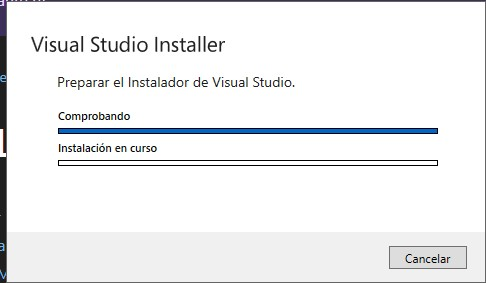 Visual Studio Installer
Preparar el Instalador de Visual Studio.
Comprobando
Instalación en curso
Cancelar